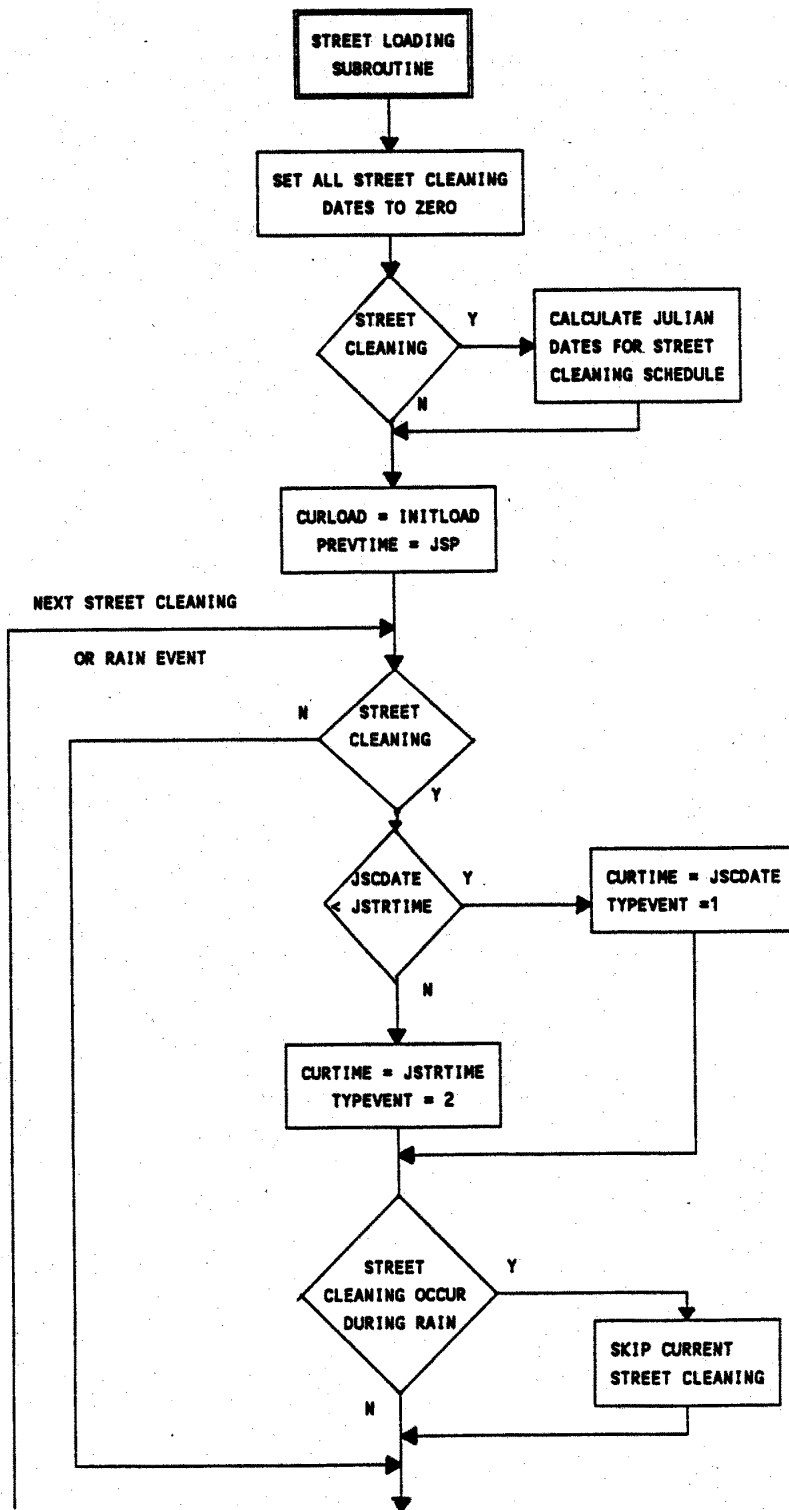 STREET LOADING
SUBROUTINE
SET ALL STREET CLEANING
DATES TO ZERO
STREET
CLEANING
Y
N
CALCULATE JULIAN
DATES FOR STREET
CLEANING SCHEDULE
CURLOAD = INITLOAD
PREVTIME = JSP
NEXT STREET CLEANING
OR RAIN EVENT
N
STREET
CLEANING
Y
JSCDATE
< JSTRTIME
Y
N
CURTIME = JSCDATE
TYPEVENT =1
CURTIME = JSTRTIME
TYPEVENT = 2
STREET
CLEANING OCCUR
DURING RAIN
Y
N
SKIP CURRENT
STREET CLEANING